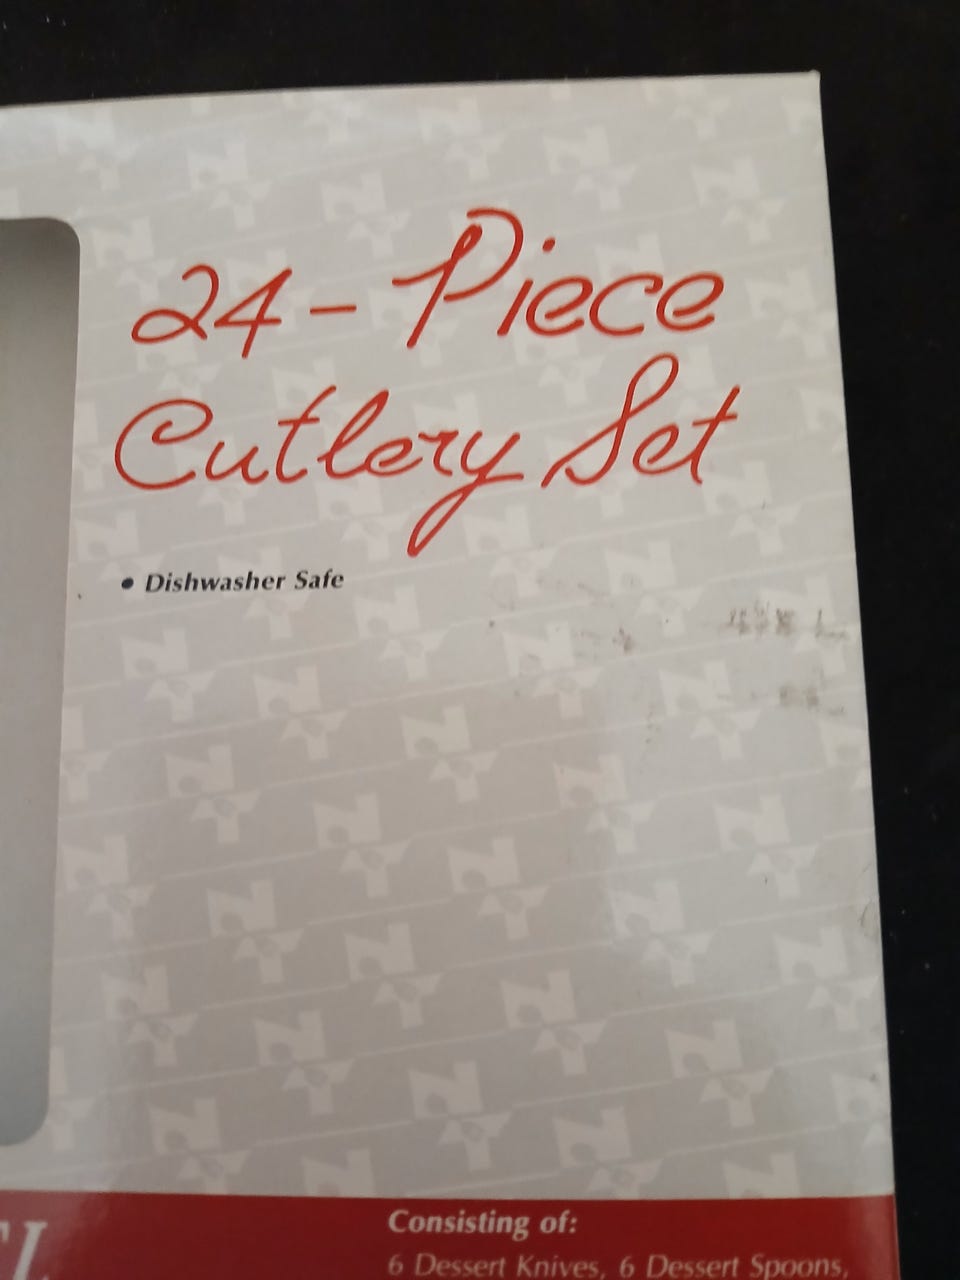 24-Piece
Cutlery Set
• Dishwasher Safe
Consisting of:
6 Dessert Knives, 6 Dessert Spoons,